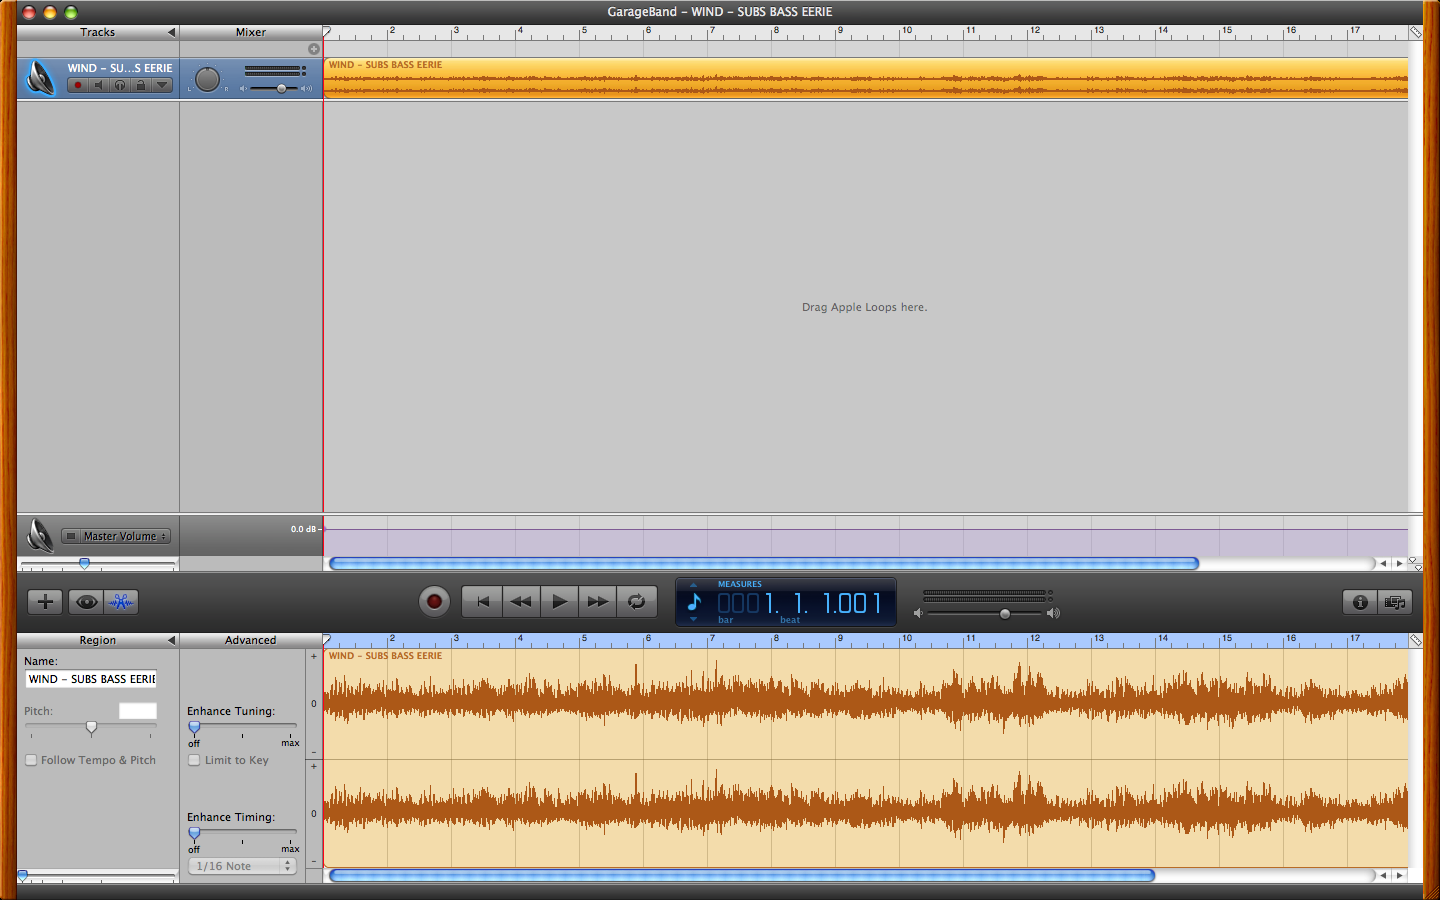 GarageBand - WIND - SUBS BASS EERIE
Tracks
Mixer
2 3 4 5 6 7 8 9 10 11 12 13 14 15 16 17
WIND - SU...S EERIE
L R
WIND - SUBS BASS EERIE
Drag Apple Loops here.
Master Volume
0.0 dB
MEASURES
0001. 1. 1.001
bar beat
Region
Advanced
2 3 4 5 6 7 8 9 10 11 12 13 14 15 16 17
Name:
WIND - SUBS BASS EERIE
Pitch:
Follow Tempo & Pitch
Enhance Tuning:
off max
Limit to Key
Enhance Timing:
off max
1/16 Note
WIND - SUBS BASS EERIE
+
0
-
+
0
-